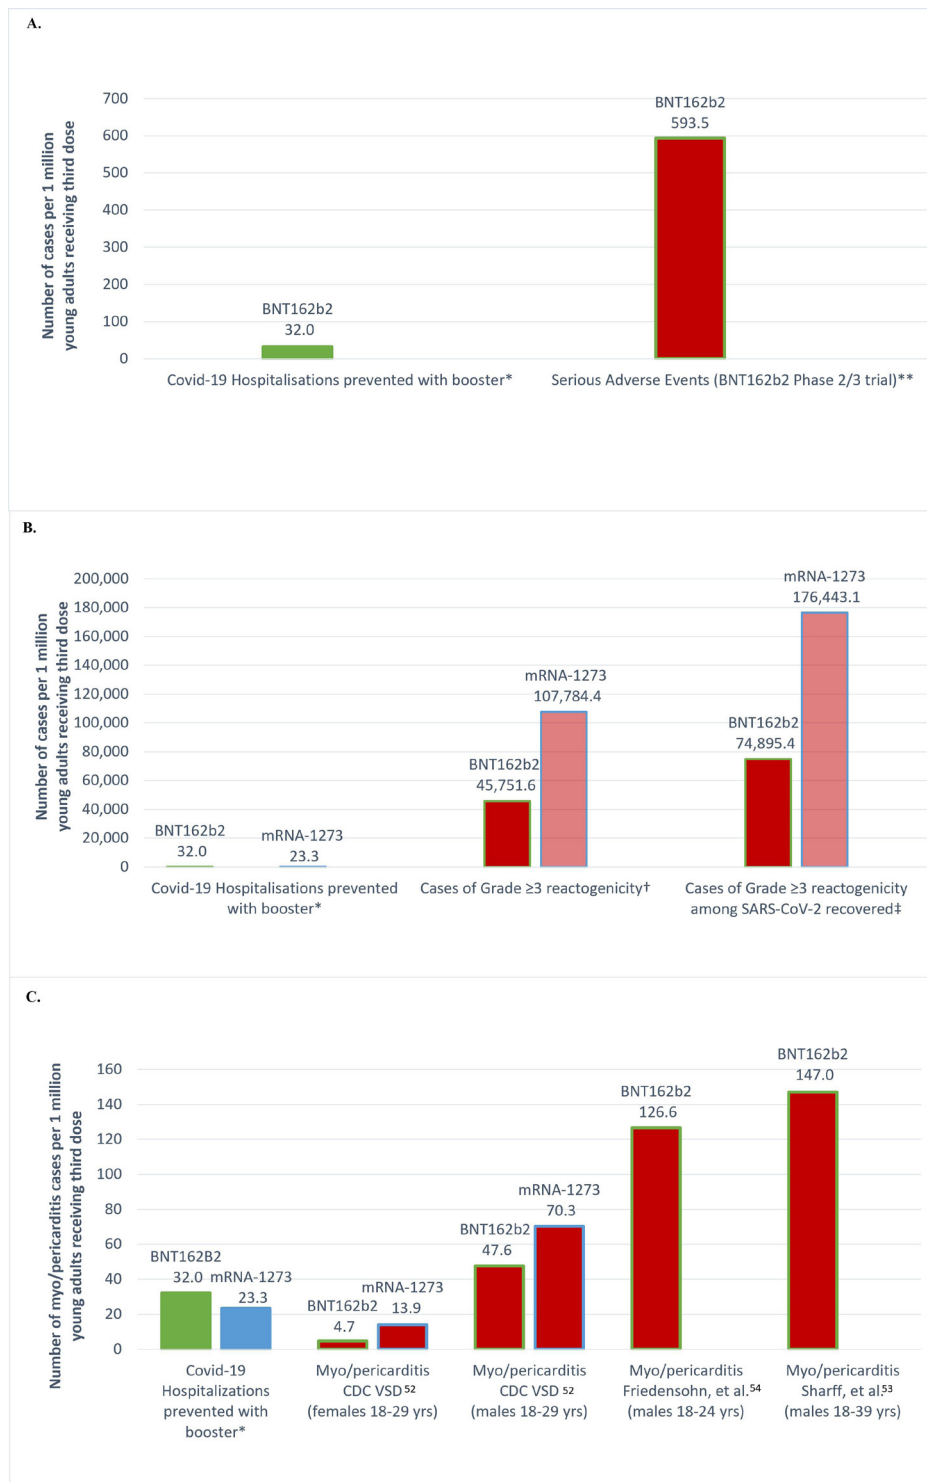 A.
Number of cases per 1 million
young adults receiving third dose
700
600
500
400
300
200
100
0
BNT162b2
32.0
BNT162b2
593.5
Covid-19 Hospitalisations prevented with booster*
Serious Adverse Events (BNT162b2 Phase 2/3 trial)**
B.
Number of cases per 1 million
young adults receiving third dose
200,000
180,000
160,000
140,000
120,000
100,000
80,000
60,000
40,000
20,000
0
BNT162b2
32.0
mRNA-1273
23.3
BNT162b2
45,751.6
mRNA-1273
107,784.4
BNT162b2
74,895.4
mRNA-1273
176,443.1
Covid-19 Hospitalisations prevented
with booster*
Cases of Grade ≥3 reactogenicity†
Cases of Grade ≥3 reactogenicity
among SARS-CoV-2 recovered‡
C.
Number of myo/pericarditis cases per 1 million
young adults receiving third dose
160
140
120
100
80
60
40
20
0
BNT162B2
32.0
mRNA-1273
23.3
BNT162b2
4.7
mRNA-1273
13.9
BNT162b2
47.6
mRNA-1273
70.3
BNT162b2
126.6
BNT162b2
147.0
Covid-19
Hospitalizations
prevented with
booster*
Myo/pericarditis
CDC VSD 52
(females 18-29 yrs)
Myo/pericarditis
CDC VSD 52
(males 18-29 yrs)
Myo/pericarditis
Friedensohn, et al.54
(males 18-24 yrs)
Myo/pericarditis
Sharff, et al.53
(males 18-39 yrs)